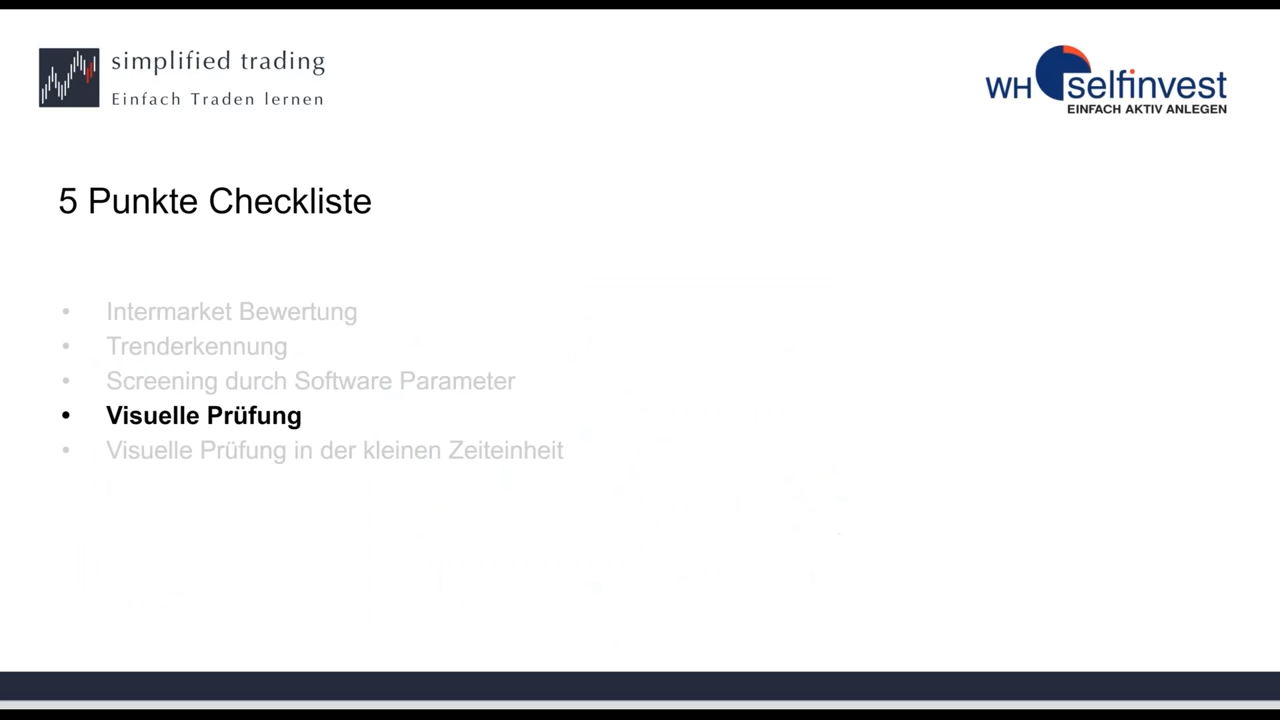 simplified trading
Einfach Traden lernen
WH selfinvest
EINFACH AKTIV ANLEGEN
5 Punkte Checkliste
• Intermarket Bewertung
• Trenderkennung
• Screening durch Software Parameter
• Visuelle Prüfung
• Visuelle Prüfung in der kleinen Zeiteinheit